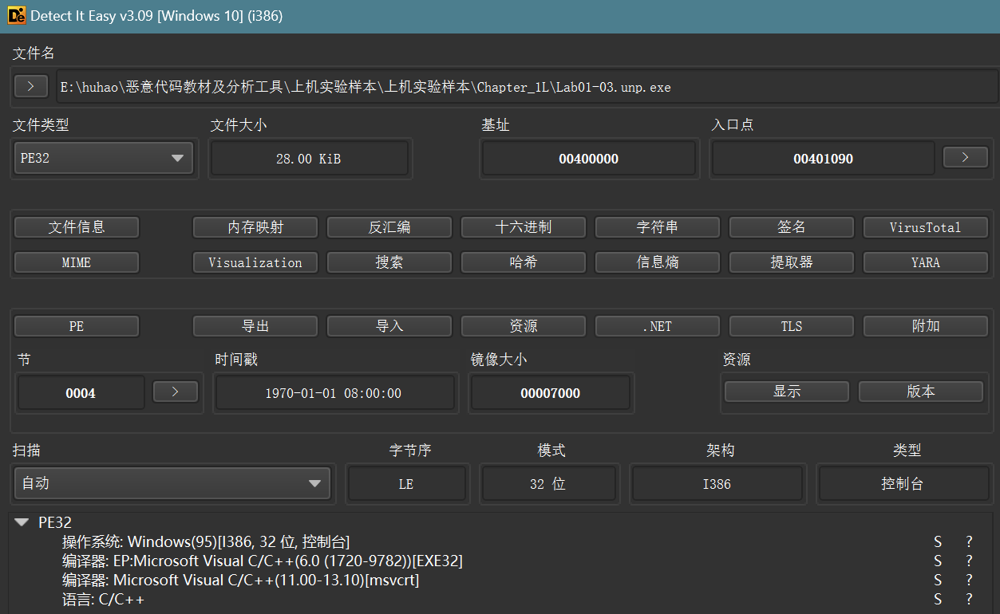 Detect It Easy v3.09 [Windows 10] (i386)
文件名
> E:\huhao\恶意代码教材及分析工具\上机实验样本\上机实验样本\Chapter_1L\Lab01-03.unp.exe
文件类型 文件大小 基址 入口点
PE32 28.00 KiB 00400000 00401090 >
文件信息 内存映射 反汇编 十六进制 字符串 签名 VirusTotal
MIME Visualization 搜索 哈希 信息熵 提取器 YARA
PE 导出 导入 资源 .NET TLS 附加
节 时间戳 镜像大小 资源
0004 > 1970-01-01 08:00:00 00007000 显示 版本
扫描 字节序 模式 架构 类型
自动 LE 32 位 I386 控制台
PE32
操作系统: Windows(95)[I386, 32 位, 控制台] S ?
编译器: EP:Microsoft Visual C/C++(6.0 (1720-9782))[EXE32] S ?
编译器: Microsoft Visual C/C++(11.00-13.10)[msvcrt] S ?
语言: C/C++ S ?